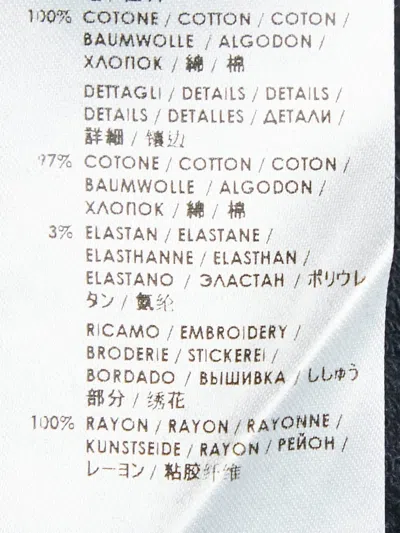 100% COTONE / COTTON / COTON /
BAUMWOLLE / ALGODON /
ХЛОПОК / 綿 / 棉
DETTAGLI / DETAILS / DETAILS /
DETAILS / DETALLES / ДЕТАЛИ /
詳細 / 镶边
97% COTONE / COTTON / COTON /
BAUMWOLLE / ALGODON /
ХЛОПОК / 綿 / 棉
3% ELASTAN / ELASTANE /
ELASTHANNE / ELASTHAN /
ELASTANO / ЭЛАСТАН / ポリウレ
タン / 氨纶
RICAMO / EMBROIDERY /
BRODERIE / STICKEREI /
BORDADO / ВЫШИВКА / ししゅう
部分 / 绣花
100% RAYON / RAYON / RAYONNE /
KUNSTSEIDE / RAYON / РЕЙОН /
レーヨン / 粘胶纤维